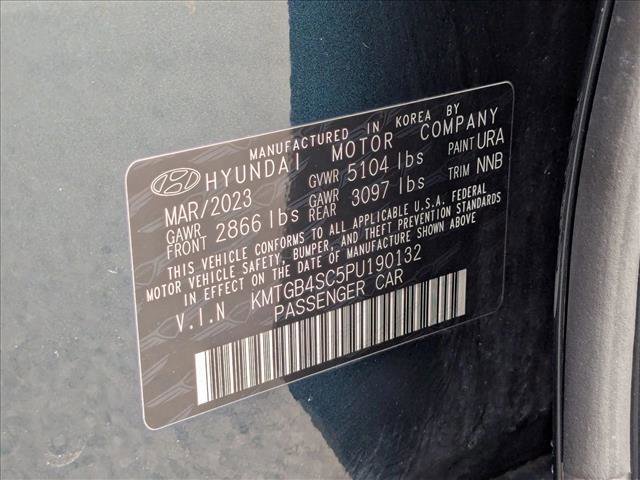 MANUFACTURED IN KOREA BY
HYUNDAI MOTOR COMPANY
MAR/2023 GVWR 5104 lbs PAINT URA
GAWR FRONT 2866 lbs GAWR REAR 3097 lbs TRIM NNB
THIS VEHICLE CONFORMS TO ALL APPLICABLE U.S.A. FEDERAL
MOTOR VEHICLE SAFETY, BUMPER, AND THEFT PREVENTION STANDARDS
IN EFFECT ON THE DATE OF MANUFACTURE SHOWN ABOVE.
V.I.N KMTGB4SC5PU190132
PASSENGER CAR